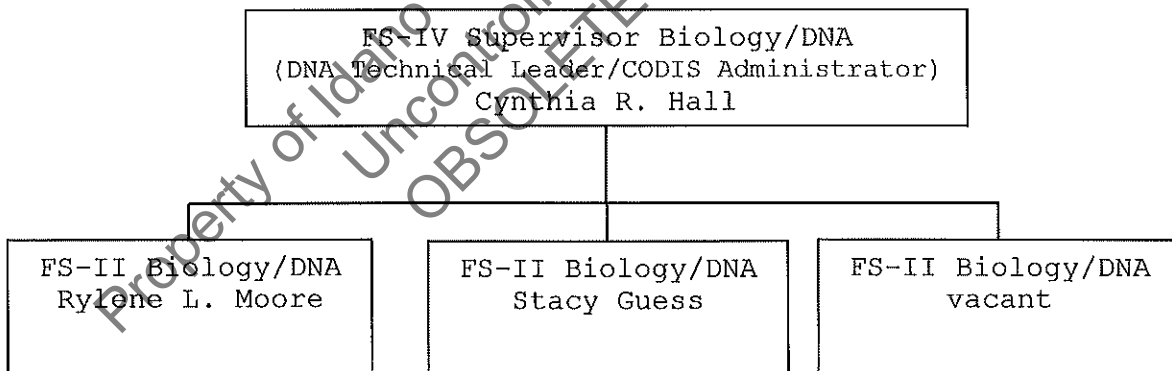 FS-IV Supervisor Biology/DNA
(DNA Technical Leader/CODIS Administrator)
Cynthia R. Hall
FS-II Biology/DNA
Rylene L. Moore
FS-II Biology/DNA
Stacy Guess
FS-II Biology/DNA
vacant
Property of Idaho
OBSOLETE